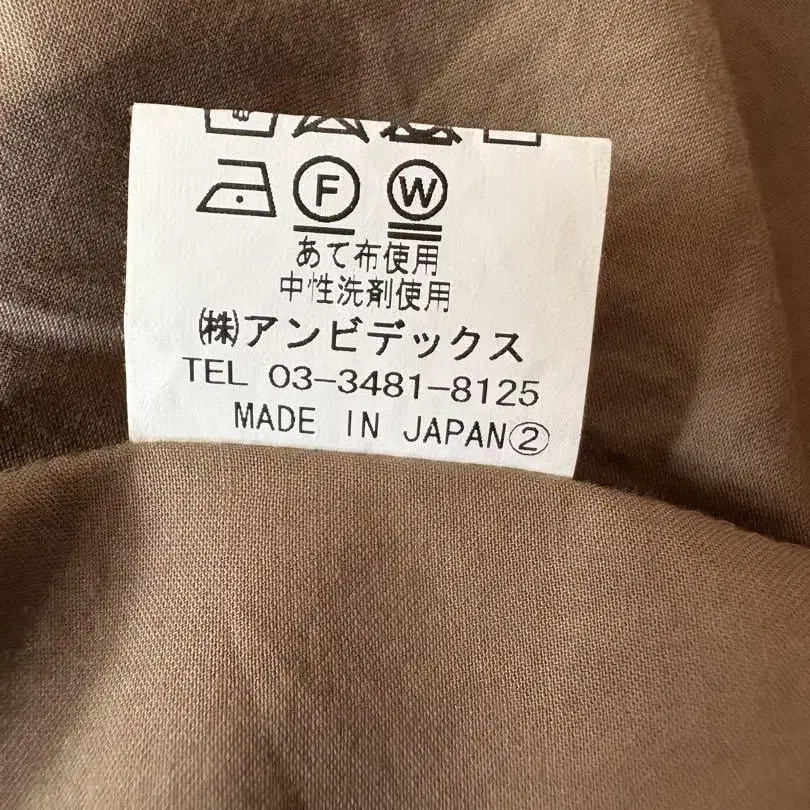 F W
あて布使用
中性洗剤使用
㈱アンビデックス
TEL 03-3481-8125
MADE IN JAPAN②